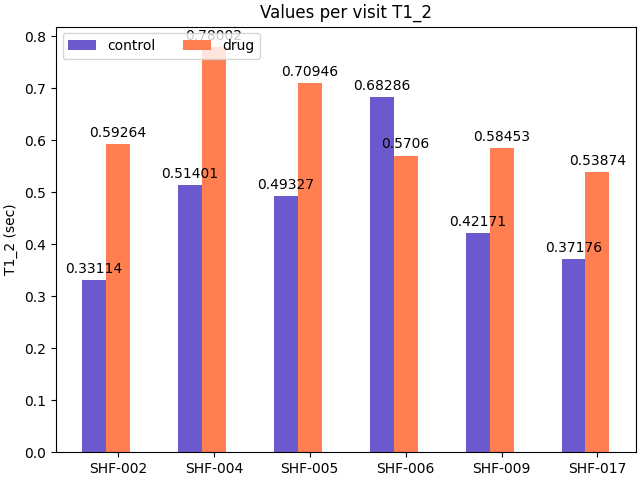 Values per visit T1_2
control
drug
0.78002
0.8
0.7
0.6
0.5
0.4
0.3
0.2
0.1
0.0
T1_2 (sec)
0.33114
0.59264
0.51401
0.49327
0.70946
0.68286
0.5706
0.42171
0.58453
0.37176
0.53874
SHF-002
SHF-004
SHF-005
SHF-006
SHF-009
SHF-017